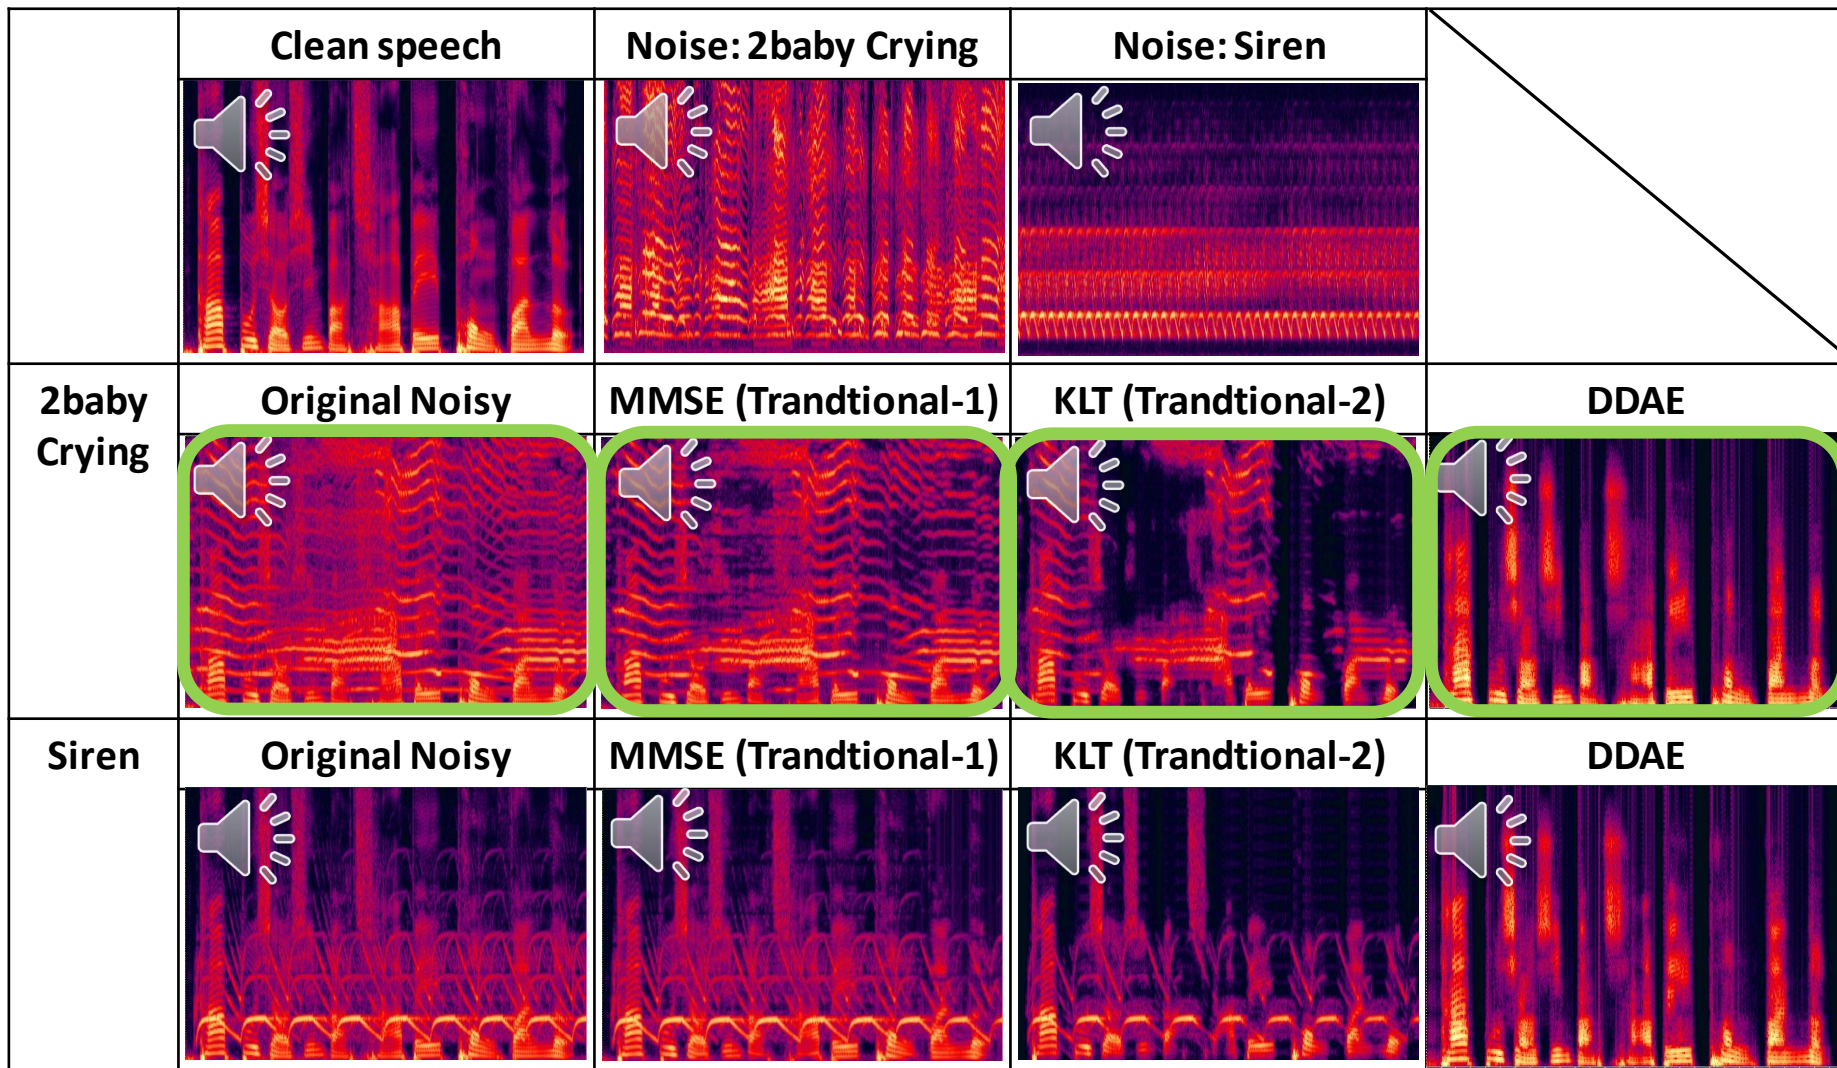 Clean speech
Noise: 2baby Crying
Noise: Siren
2baby
Crying
Original Noisy
MMSE (Trandtional-1)
KLT (Trandtional-2)
DDAE
Siren
Original Noisy
MMSE (Trandtional-1)
KLT (Trandtional-2)
DDAE